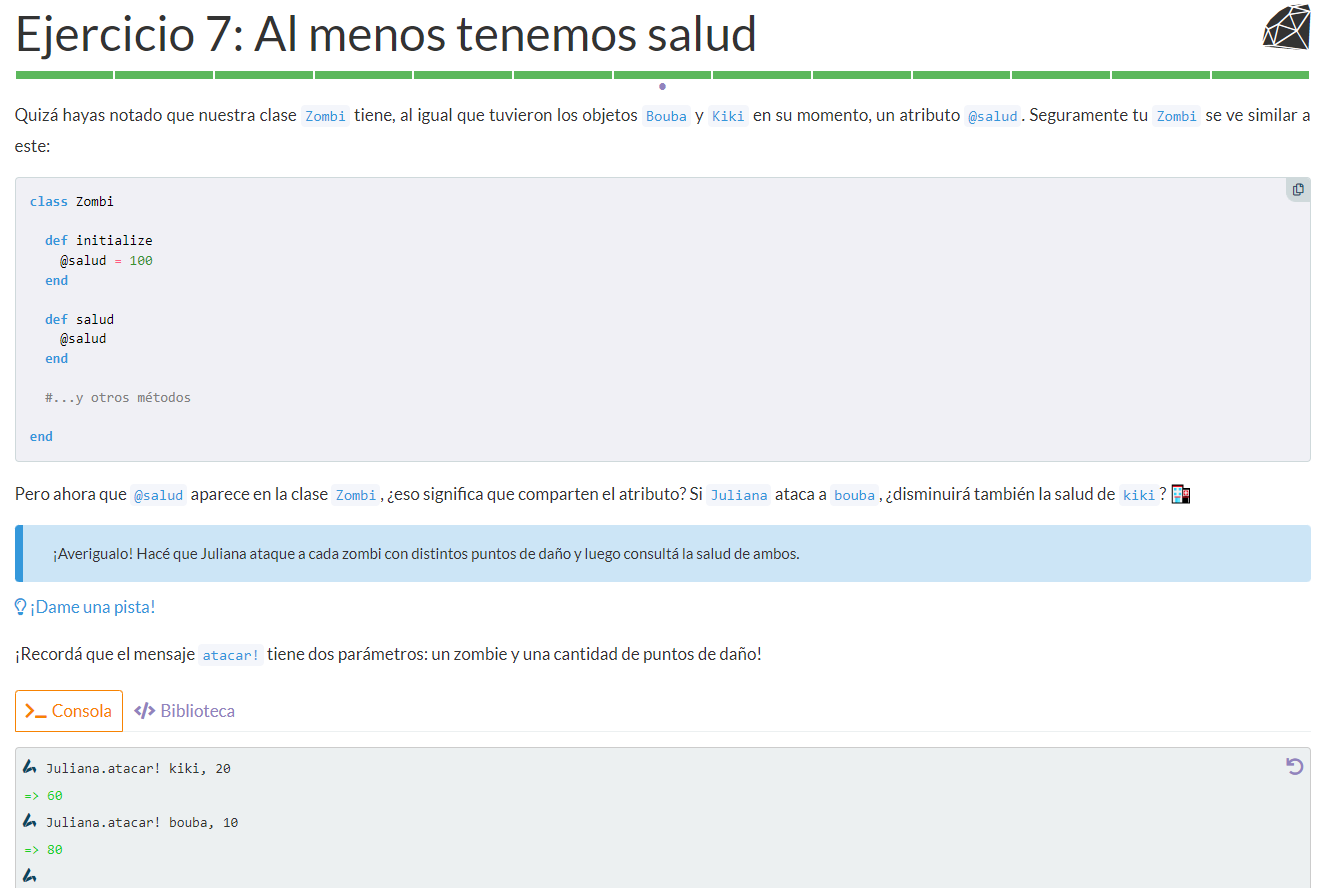 Ejercicio 7: Al menos tenemos salud
Quizá hayas notado que nuestra clase Zombi tiene, al igual que tuvieron los objetos Bouba y Kiki en su momento, un atributo @salud. Seguramente tu Zombi se ve similar a
este:
class Zombi
def initialize
@salud = 100
end
def salud
@salud
end
#...y otros métodos
end
Pero ahora que @salud aparece en la clase Zombi, ¿eso significa que comparten el atributo? Si Juliana ataca a bouba, ¿disminuirá también la salud de kiki?
¡Averigualo! Hacé que Juliana ataque a cada zombi con distintos puntos de daño y luego consultá la salud de ambos.
¡Dame una pista!
¡Recordá que el mensaje atacar! tiene dos parámetros: un zombie y una cantidad de puntos de daño!
Consola </> Biblioteca
Juliana.atacar! kiki, 20
=> 60
Juliana.atacar! bouba, 10
=> 80